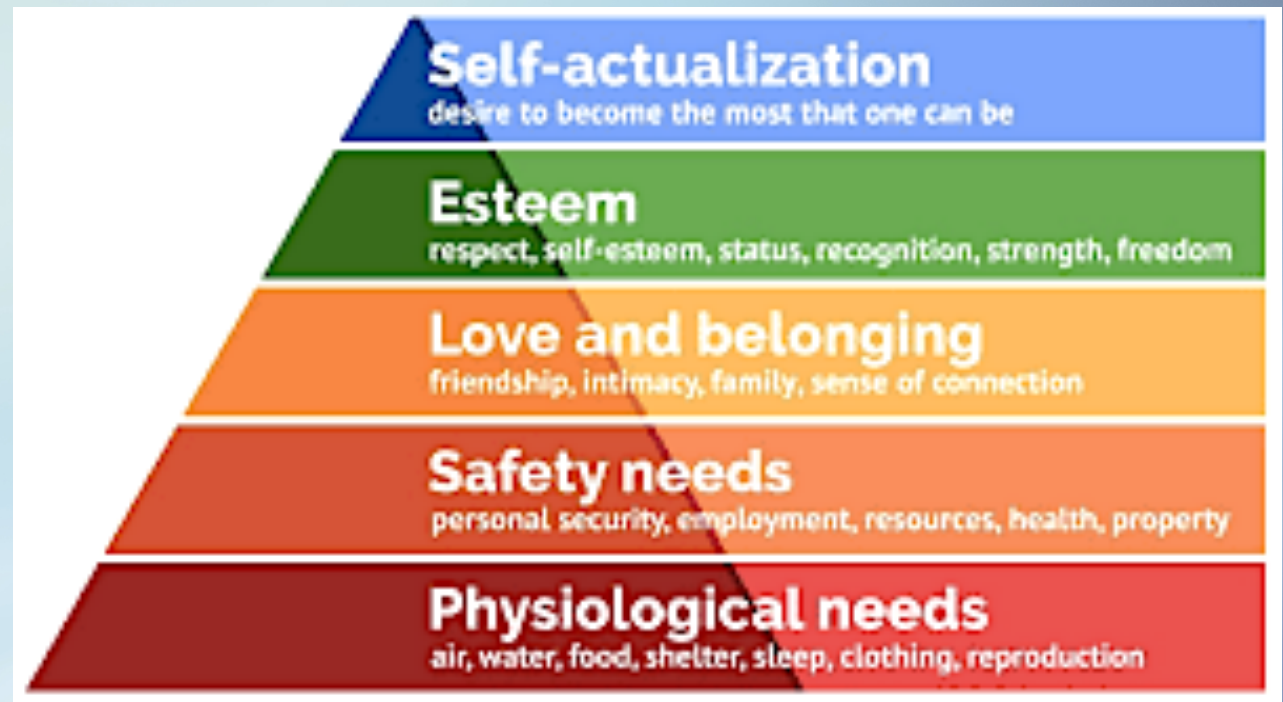 Self-actualization
desire to become the most that one can be
Esteem
respect, self-esteem, status, recognition, strength, freedom
Love and belonging
friendship, intimacy, family, sense of connection
Safety needs
personal security, employment, resources, health, property
Physiological needs
air, water, food, shelter, sleep, clothing, reproduction